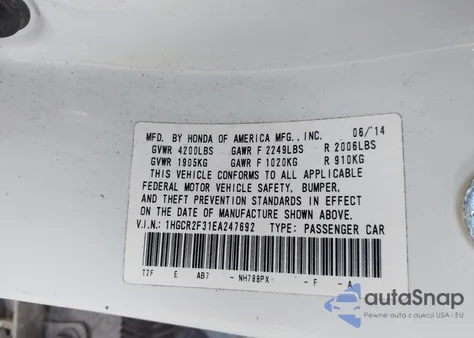 MFD. BY HONDA OF AMERICA MFG., INC. 06/14
GVWR 4200LBS GAWR F 2249LBS R 2006LBS
GVWR 1905KG GAWR F 1020KG R 910KG
THIS VEHICLE CONFORMS TO ALL APPLICABLE
FEDERAL MOTOR VEHICLE SAFETY, BUMPER,
AND THEFT PREVENTION STANDARDS IN EFFECT
ON THE DATE OF MANUFACTURE SHOWN ABOVE.
V.I.N.: 1HGCR2F31EA247692 TYPE: PASSENGER CAR
T2F E AB7 - NH788PX - F - A
autoSnap
Pewne auta z USA i EU